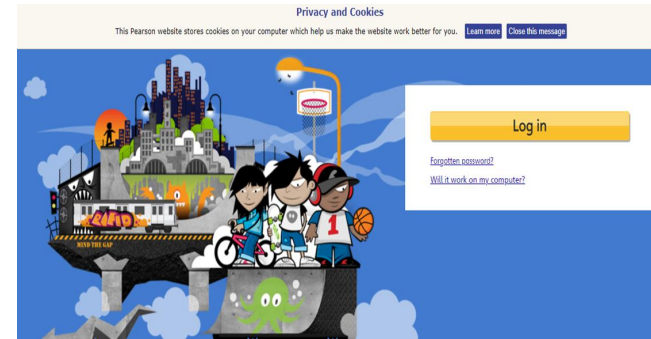 Privacy and Cookies
This Pearson website stores cookies on your computer which help us make the website work better for you. Learn more Close this message
Log in
Forgotten password?
Will it work on my computer?
RAPID
MIND THE GAP
1